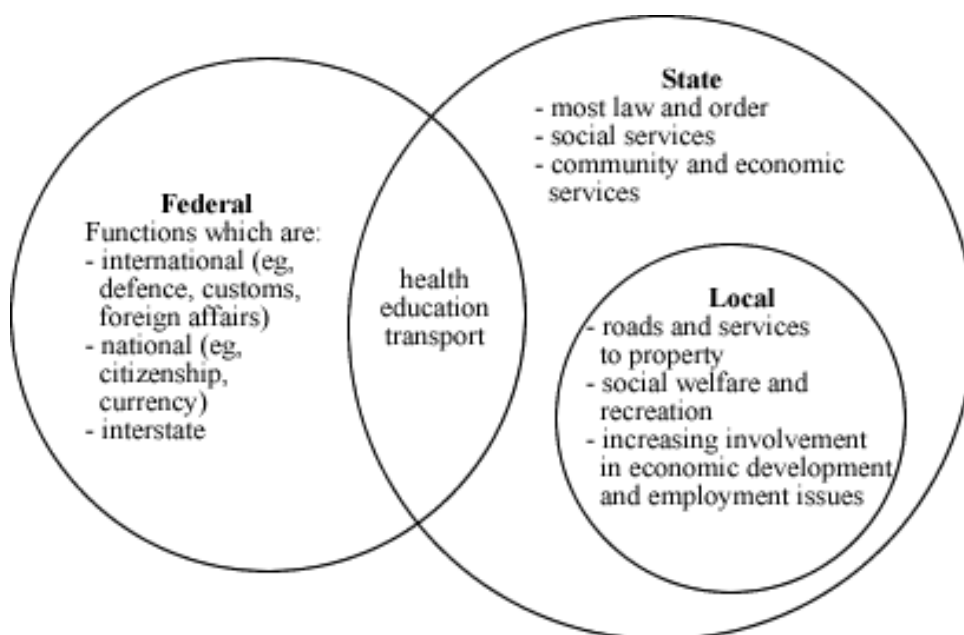 Federal
Functions which are:
- international (eg,
defence, customs,
foreign affairs)
- national (eg,
citizenship,
currency)
- interstate
health
education
transport
State
- most law and order
- social services
- community and economic
services
Local
- roads and services
to property
- social welfare and
recreation
- increasing involvement
in economic development
and employment issues